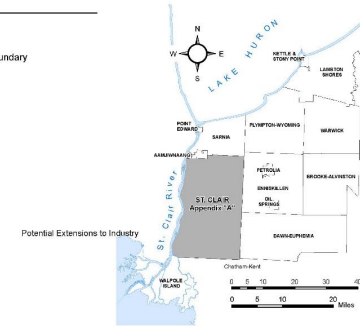 undary
Potential Extensions to Industry
N
W E
S
LAKE HURON
KETTLE &
STONY POINT
LAMBTON
SHORES
POINT
EDWARD
SARNIA
PLYMPTON-WYOMING
WARWICK
AAMJIWNAANG
St. Clair River
PETROLIA
ENNISKILLEN
OIL
SPRINGS
BROOKE-ALVINSTON
ST. CLAIR
Appendix "A"
DAWN-EUPHEMIA
Chatham-Kent
WALPOLE
ISLAND
0 5 10 20 30 40
0 5 10 20
Miles